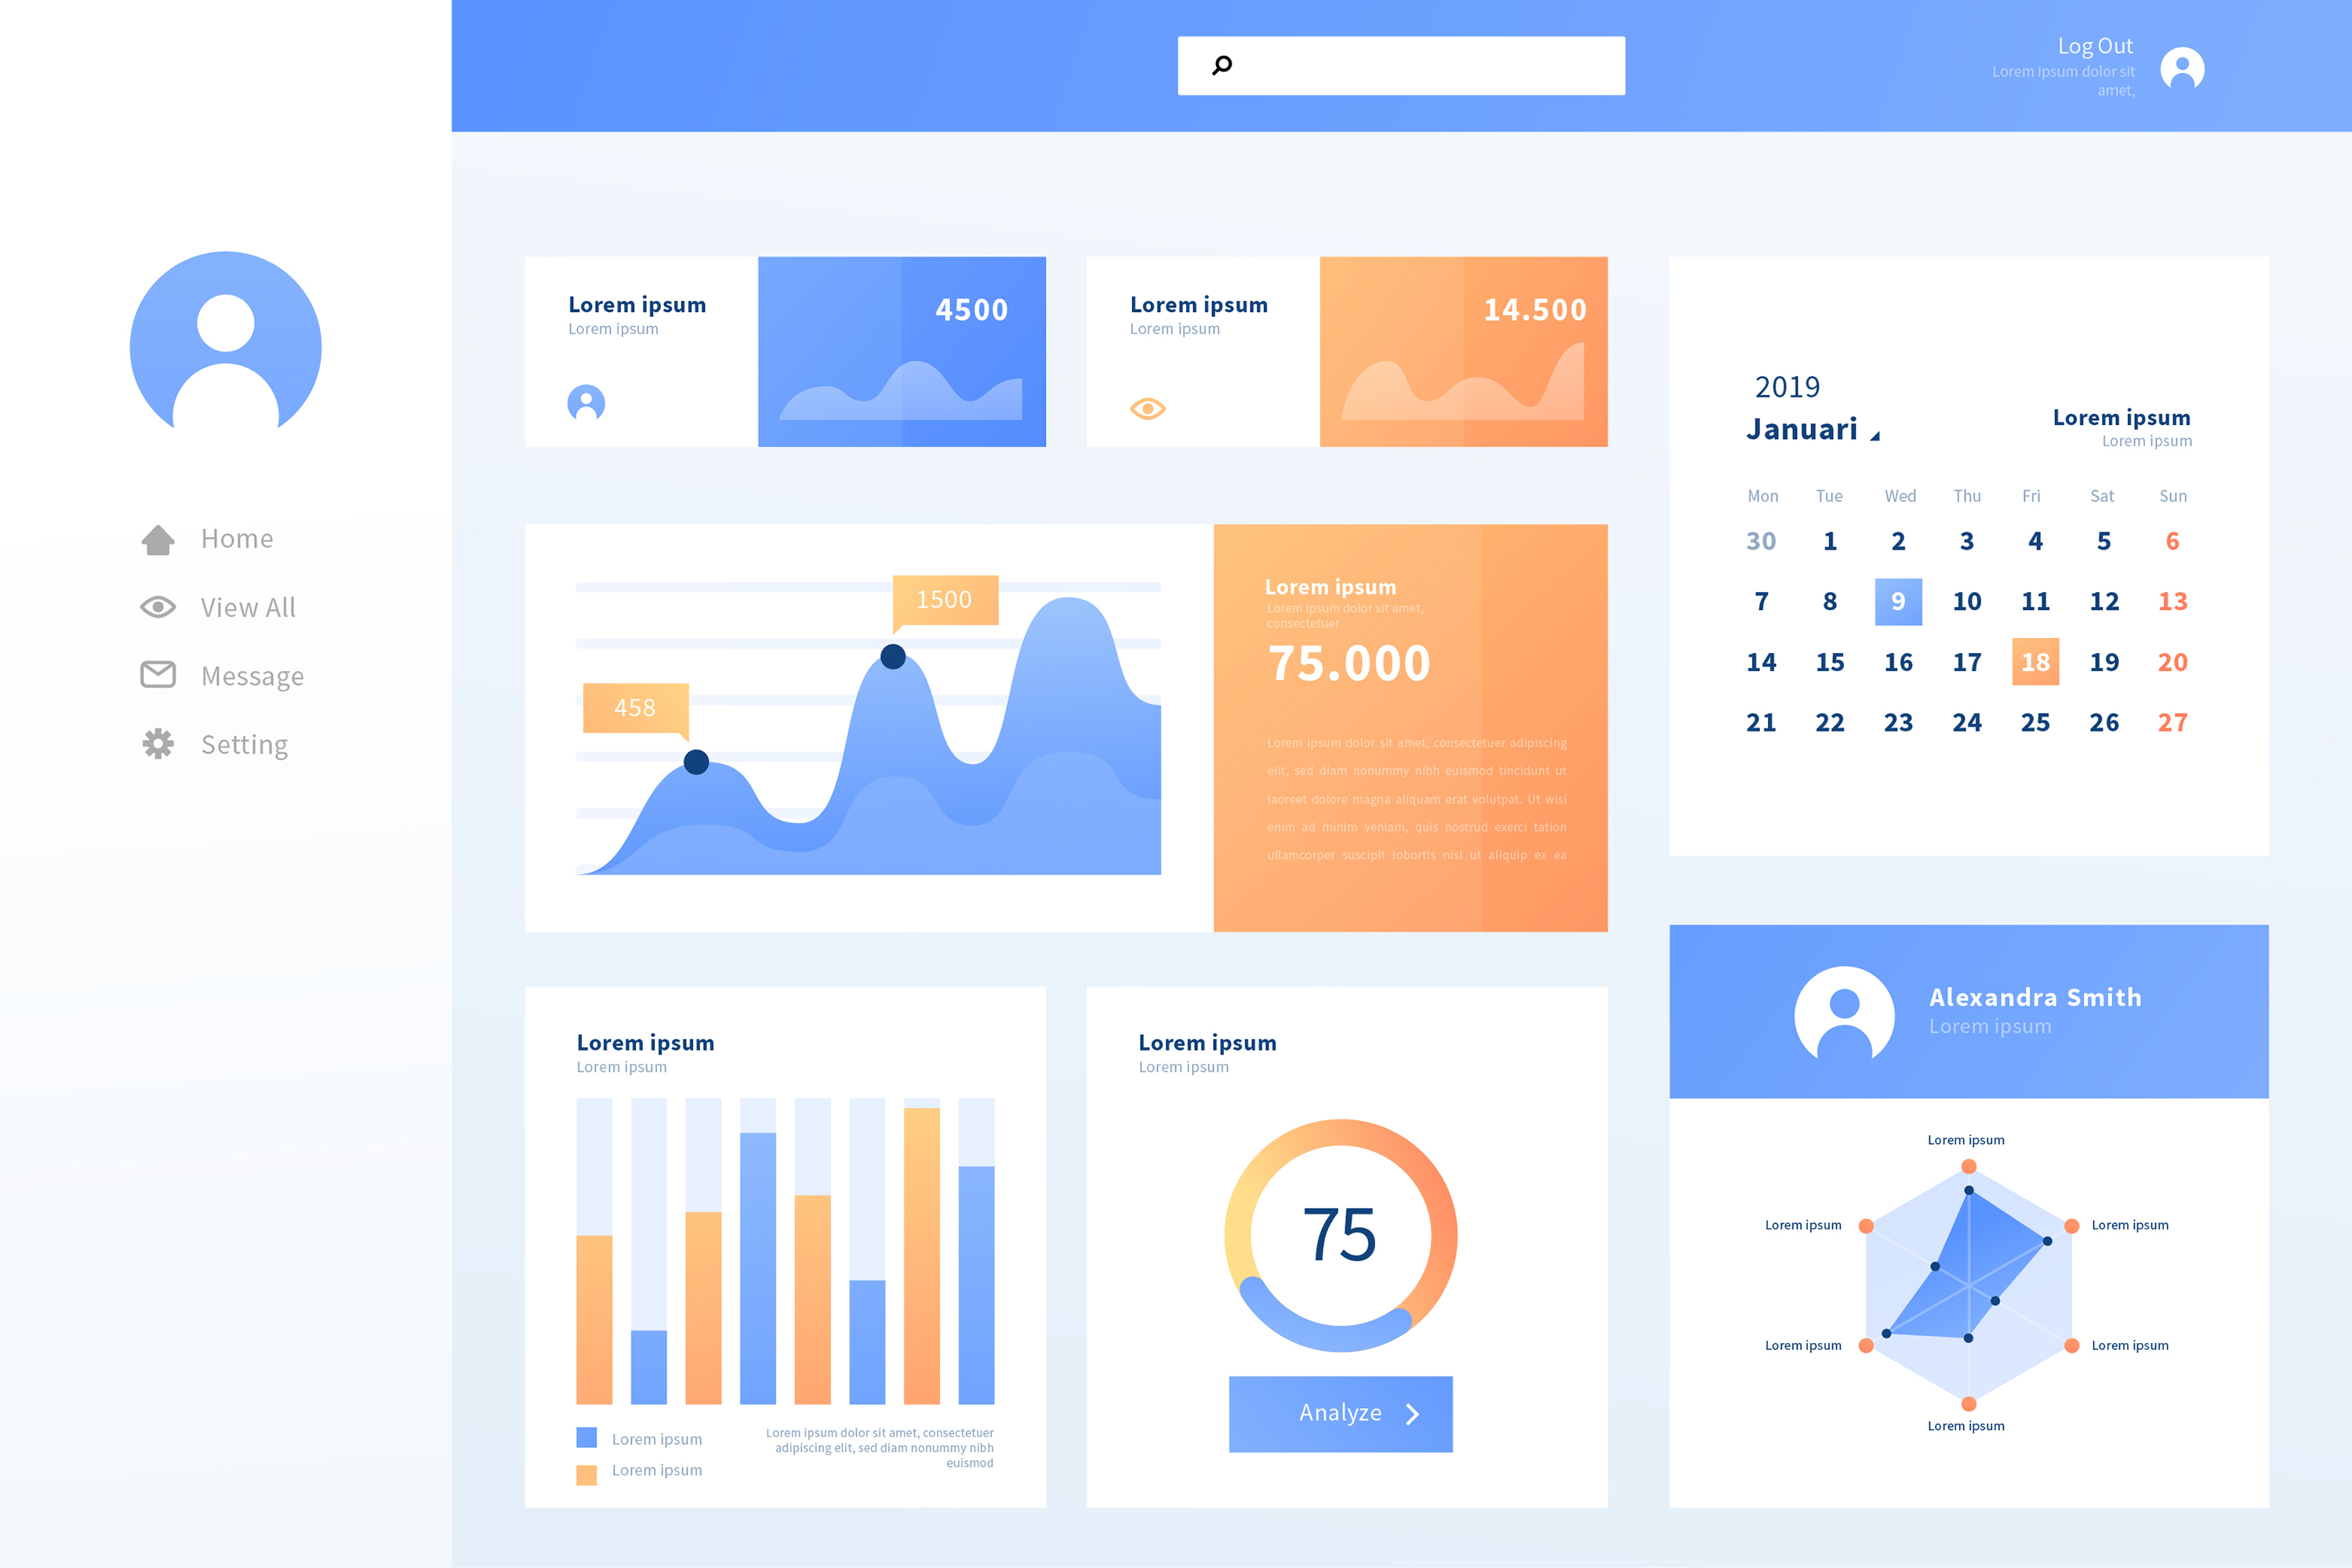 Log Out
Lorem ipsum dolor sit
amet,
Home
View All
Message
Setting
Lorem ipsum
Lorem ipsum
4500
Lorem ipsum
Lorem ipsum
14.500
2019
Januari
Lorem ipsum
Lorem ipsum
Mon Tue Wed Thu Fri Sat Sun
30 1 2 3 4 5 6
7 8 9 10 11 12 13
14 15 16 17 18 19 20
21 22 23 24 25 26 27
1500
458
Lorem ipsum
Lorem ipsum dolor sit amet,
consectetuer
75.000
Lorem ipsum dolor sit amet, consectetuer adipiscing
elit, sed diam nonummy nibh euismod tincidunt ut
laoreet dolore magna aliquam erat volutpat. Ut wisi
enim ad minim veniam, quis nostrud exerci tation
ullamcorper suscipit lobortis nisl ut aliquip ex ea
Lorem ipsum
Lorem ipsum
Lorem ipsum
Lorem ipsum
Lorem ipsum dolor sit amet, consectetuer
adipiscing elit, sed diam nonummy nibh
euismod
Lorem ipsum
Lorem ipsum
75
Analyze
Alexandra Smith
Lorem ipsum
Lorem ipsum
Lorem ipsum
Lorem ipsum
Lorem ipsum
Lorem ipsum
Lorem ipsum